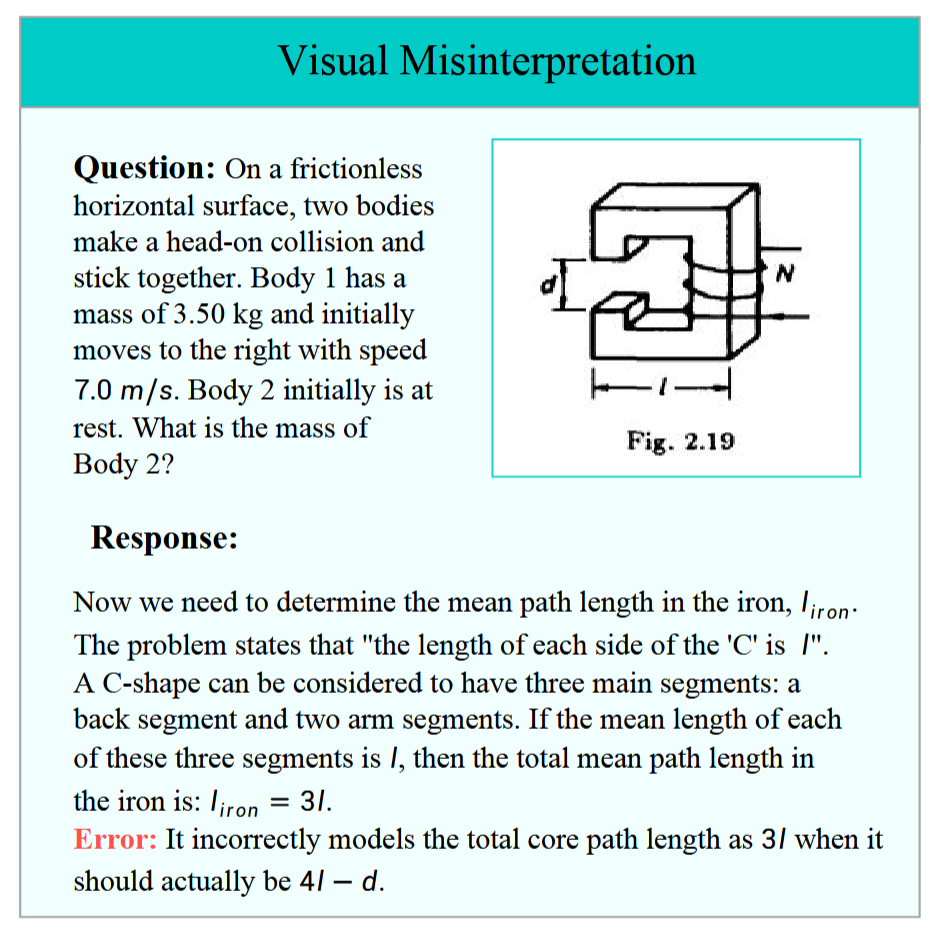 Visual Misinterpretation
Question: On a frictionless
horizontal surface, two bodies
make a head-on collision and
stick together. Body 1 has a
mass of 3.50 kg and initially
moves to the right with speed
7.0 m/s. Body 2 initially is at
rest. What is the mass of
Body 2?
d
N
l
Fig. 2.19
Response:
Now we need to determine the mean path length in the iron, l_iron.
The problem states that "the length of each side of the 'C' is l".
A C-shape can be considered to have three main segments: a
back segment and two arm segments. If the mean length of each
of these three segments is l, then the total mean path length in
the iron is: l_iron = 3l.
Error: It incorrectly models the total core path length as 3l when it
should actually be 4l – d.